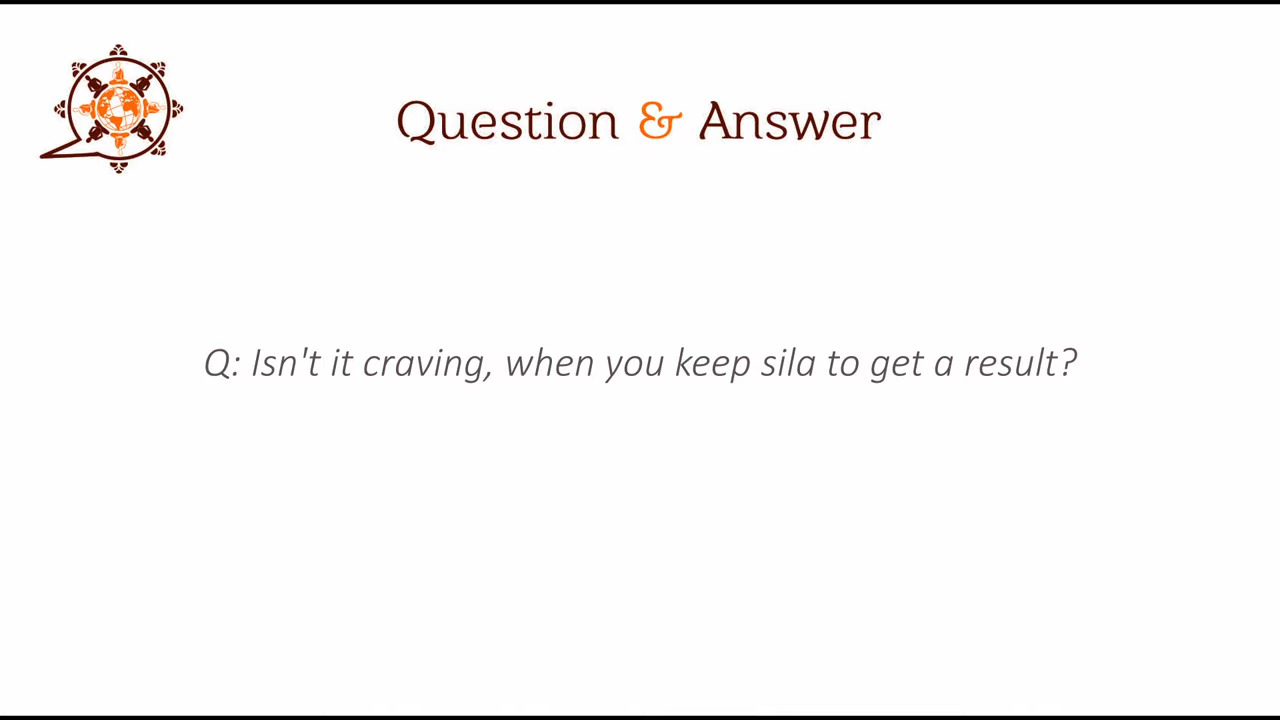 Question & Answer
Q: Isn't it craving, when you keep sila to get a result?